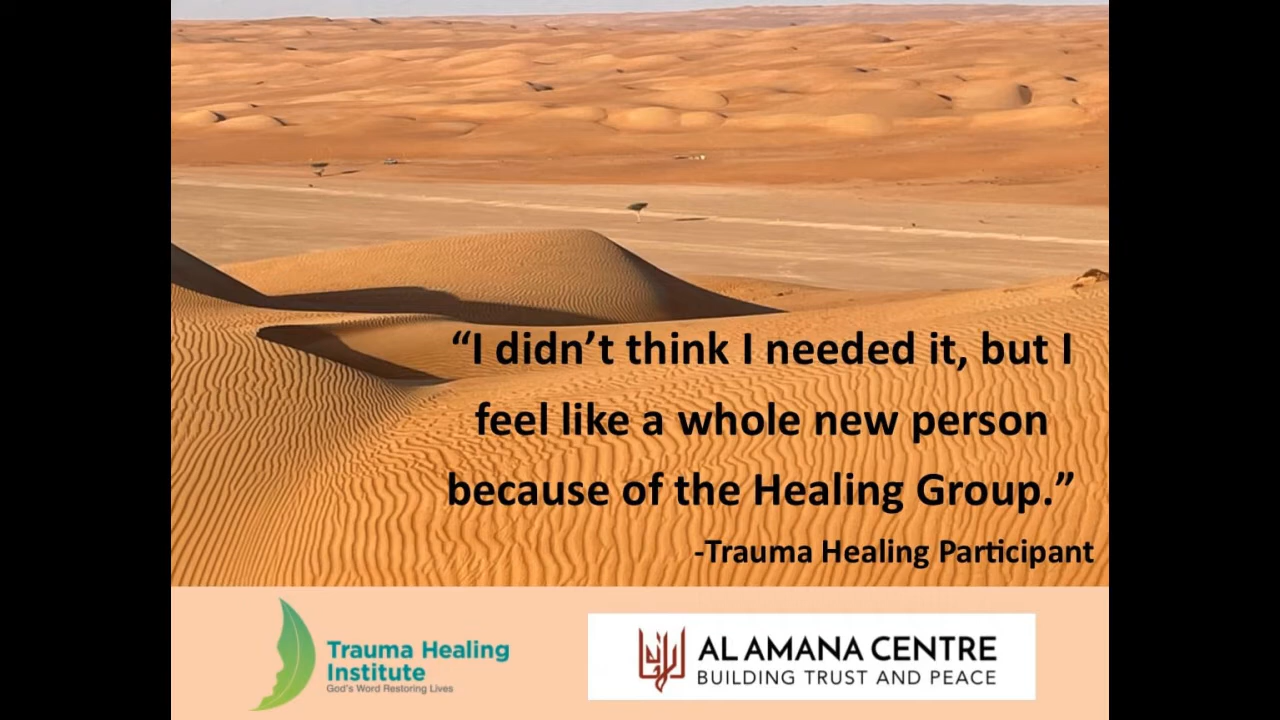 “I didn’t think I needed it, but I
feel like a whole new person
because of the Healing Group.”
-Trauma Healing Participant
Trauma Healing
Institute
God's Word Restoring Lives
AL AMANA CENTRE
BUILDING TRUST AND PEACE